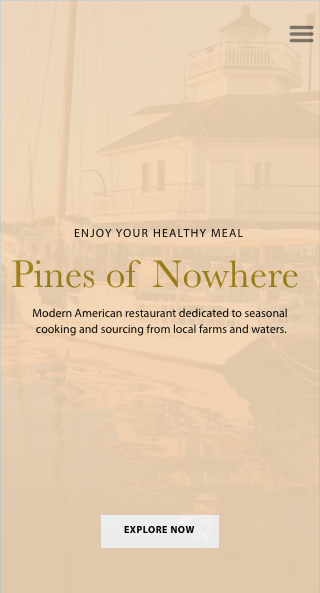 ENJOY YOUR HEALTHY MEAL
Pines of Nowhere
Modern American restaurant dedicated to seasonal
cooking and sourcing from local farms and waters.
EXPLORE NOW